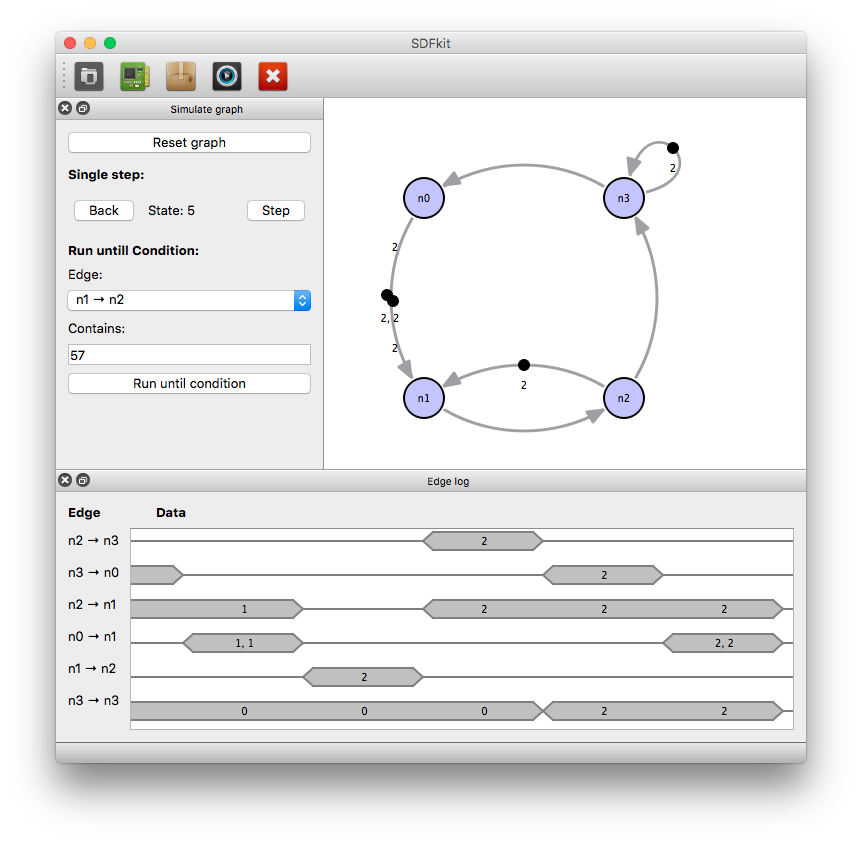 SDFkit
Simulate graph
Reset graph
Single step:
Back State: 5 Step
Run untill Condition:
Edge:
n1 → n2
Contains:
57
Run until condition
n0
n3
2
2
2, 2
2
2
n1
n2
Edge log
Edge Data
n2 → n3 2
n3 → n0 2
n2 → n1 1 2 2 2
n0 → n1 1, 1 2, 2
n1 → n2 2
n3 → n3 0 0 0 2 2